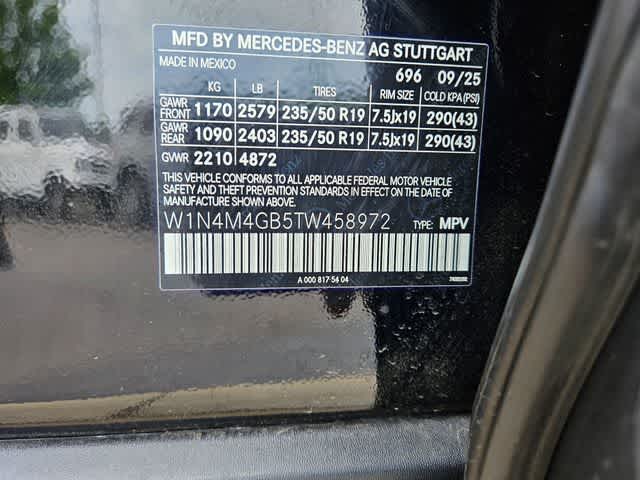 MFD BY MERCEDES-BENZ AG STUTTGART
MADE IN MEXICO 696 09/25
KG LB TIRES RIM SIZE COLD KPA(PSI)
GAWR FRONT 1170 2579 235/50 R19 7.5Jx19 290(43)
GAWR REAR 1090 2403 235/50 R19 7.5Jx19 290(43)
GVWR 2210 4872
THIS VEHICLE CONFORMS TO ALL APPLICABLE FEDERAL MOTOR VEHICLE
SAFETY AND THEFT PREVENTION STANDARDS IN EFFECT ON THE DATE OF
MANUFACTURE SHOWN ABOVE.
W1N4M4GB5TW458972 TYPE: MPV
A 000 817 54 04